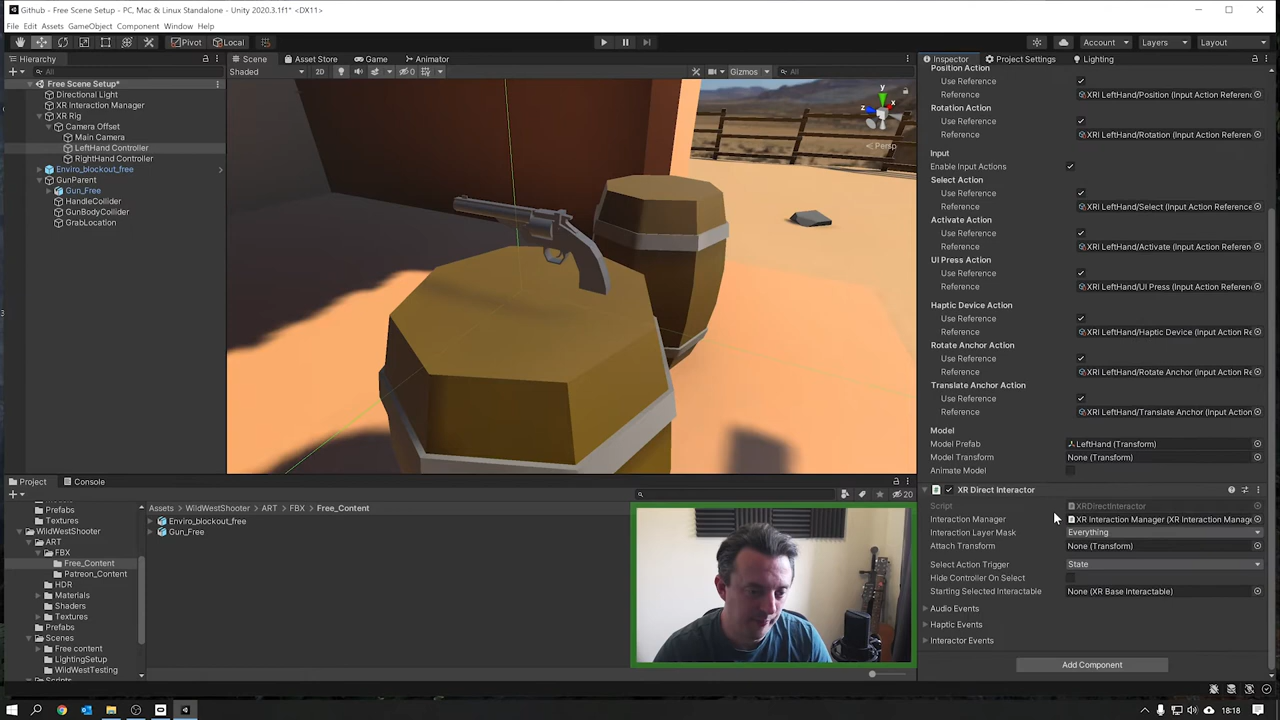 Github - Free Scene Setup - PC, Mac & Linux Standalone - Unity 2020.3.1f1* <DX11>
File Edit Assets GameObject Component Window Help
Pivot Local Account Layers Layout
Hierarchy
All
Free Scene Setup*
Directional Light
XR Interaction Manager
XR Rig
Camera Offset
Main Camera
LeftHand Controller
RightHand Controller
Enviro_blockout_free
GunParent
Gun_Free
HandleCollider
GunBodyCollider
GrabLocation
Scene Asset Store Game Animator
Shaded 2D 0 Gizmos All
y
z x
Persp
Inspector Project Settings Lighting
Position Action
Use Reference
Reference XRI LeftHand/Position (Input Action Referenc
Rotation Action
Use Reference
Reference XRI LeftHand/Rotation (Input Action Referen
Input
Enable Input Actions
Select Action
Use Reference
Reference XRI LeftHand/Select (Input Action Reference
Activate Action
Use Reference
Reference XRI LeftHand/Activate (Input Action Referenc
UI Press Action
Use Reference
Reference XRI LeftHand/UI Press (Input Action Referenc
Haptic Device Action
Use Reference
Reference XRI LeftHand/Haptic Device (Input Action Re
Rotate Anchor Action
Use Reference
Reference XRI LeftHand/Rotate Anchor (Input Action Re
Translate Anchor Action
Use Reference
Reference XRI LeftHand/Translate Anchor (Input Action
Model
Model Prefab LeftHand (Transform)
Model Transform None (Transform)
Animate Model
XR Direct Interactor
Script XRDirectInteractor
Interaction Manager XR Interaction Manager (XR Interaction Manage
Interaction Layer Mask Everything
Attach Transform None (Transform)
Select Action Trigger State
Hide Controller On Select
Starting Selected Interactable None (XR Base Interactable)
Audio Events
Haptic Events
Interactor Events
Add Component
Project Console
20
Prefabs
Textures
WildWestShooter
ART
FBX
Free_Content
Patreon_Content
HDR
Materials
Shaders
Textures
Prefabs
Scenes
Free content
LightingSetup
WildWestTesting
Assets > WildWestShooter > ART > FBX > Free_Content
Enviro_blockout_free
Gun_Free
18:18